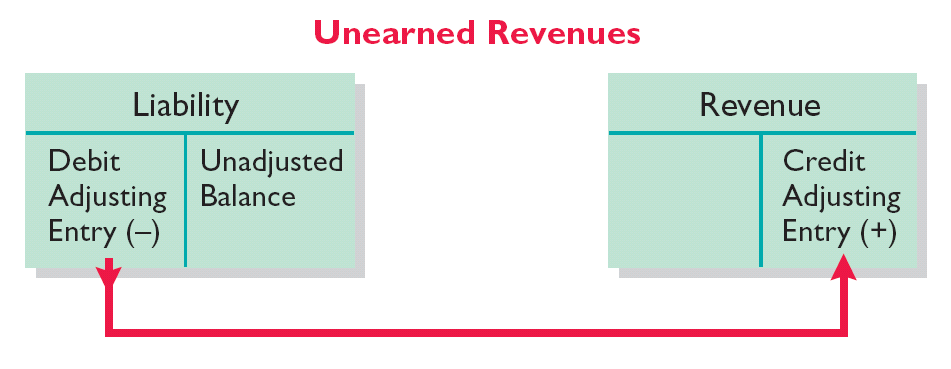 Unearned Revenues
Liability
Debit
Adjusting
Entry (–)
Unadjusted
Balance
Revenue
Credit
Adjusting
Entry (+)